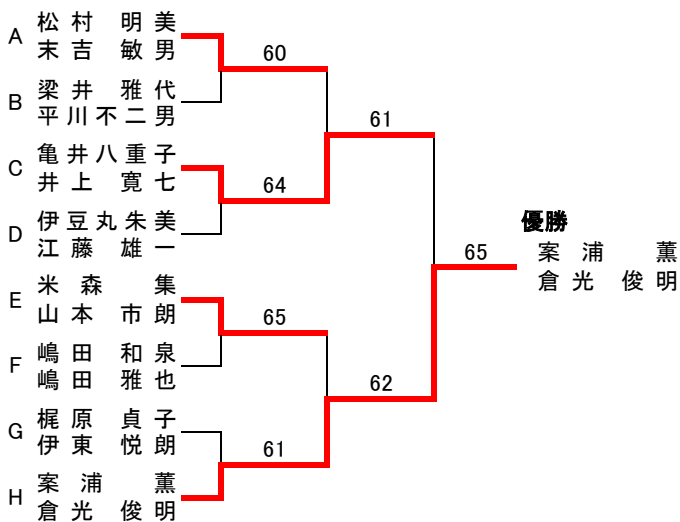 A 松村 明美
末吉 敏男
60
B 梁井 雅代
平川不二男
61
C 亀井八重子
井上 寛七
64
D 伊豆丸朱美
江藤 雄一
優勝
65 案浦 薫
倉光 俊明
E 米森 集
山本 市朗
65
F 嶋田 和泉
嶋田 雅也
62
G 梶原 貞子
伊東 悦朗
61
H 案浦 薫
倉光 俊明